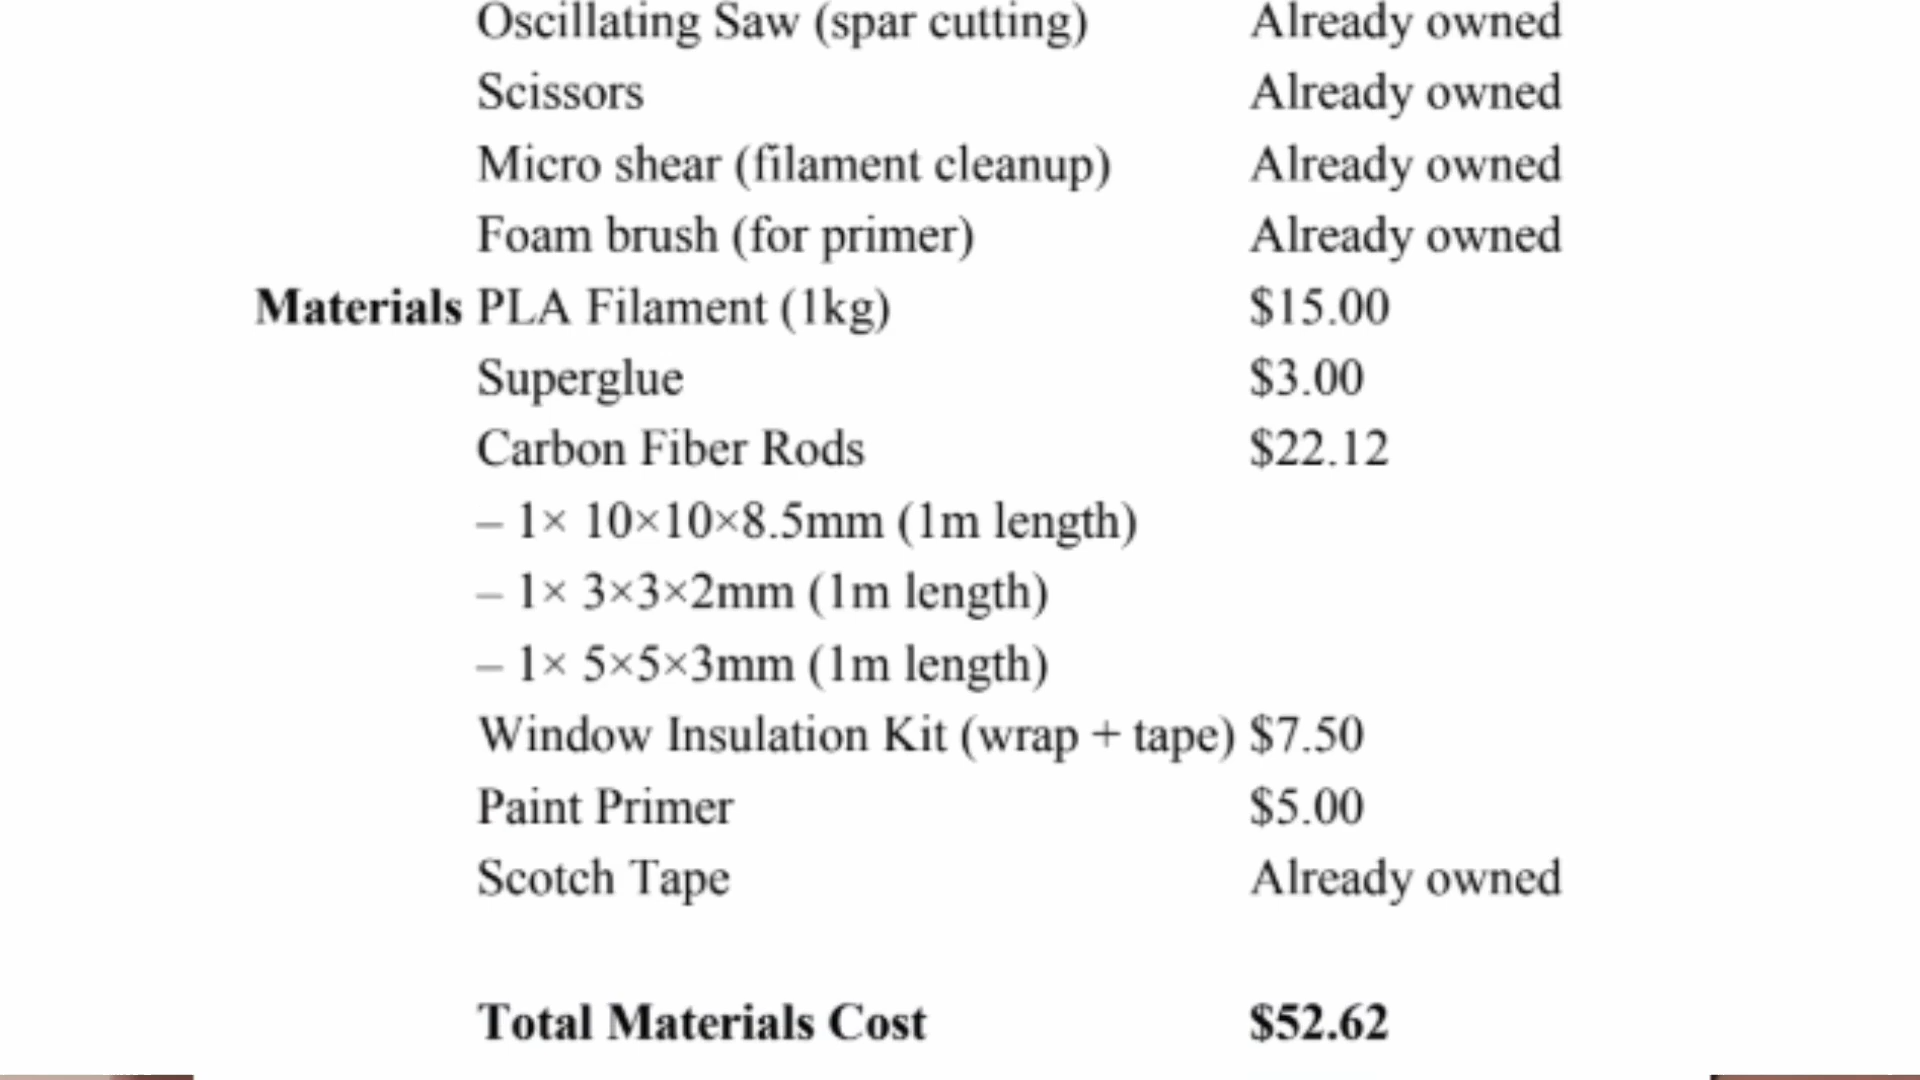 Oscillating Saw (spar cutting) Already owned
Scissors Already owned
Micro shear (filament cleanup) Already owned
Foam brush (for primer) Already owned
Materials PLA Filament (1kg) $15.00
Superglue $3.00
Carbon Fiber Rods $22.12
– 1× 10×10×8.5mm (1m length)
– 1× 3×3×2mm (1m length)
– 1× 5×5×3mm (1m length)
Window Insulation Kit (wrap + tape) $7.50
Paint Primer $5.00
Scotch Tape Already owned
Total Materials Cost $52.62